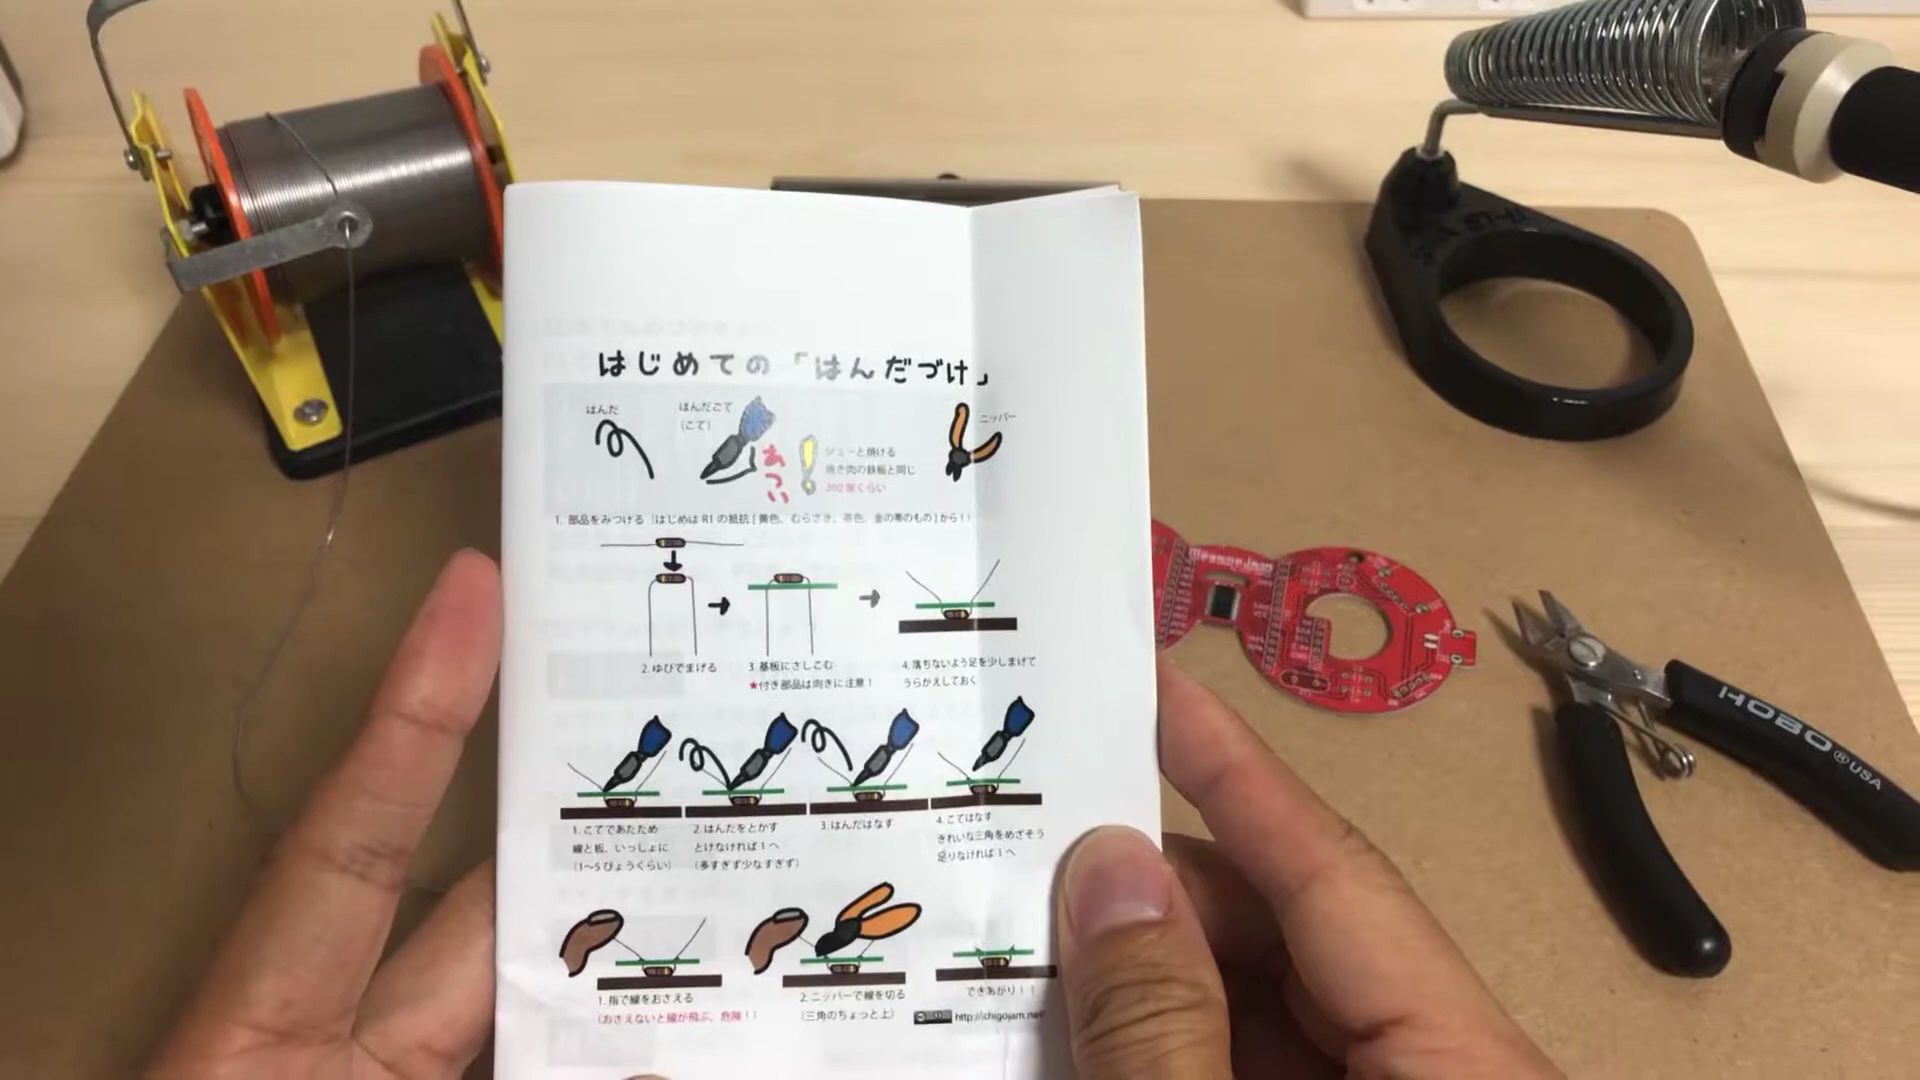 はじめての「はんだづけ」
はんだ
はんだごて
(こて)
あつい
ジューと焼ける
焼き肉の鉄板と同じ
360度くらい
ニッパー
1. 部品をみつける (はじめは R1 の抵抗 [ 黄色、むらさき、茶色、金の帯のもの ] から!)
2. ゆびでまげる
3. 基板にさしこむ
★付き部品は向きに注意!
4. 落ちないよう足を少しまげて
うらがえしておく
1. こてであたため
線と板、いっしょに
(1〜5 びょうくらい)
2. はんだをとかす
とけなければ 1 へ
(多すぎず少なすぎず)
3. はんだはなす
4. こてはなす
きれいな三角をめざそう
足りなければ 1 へ
1. 指で線をおさえる
(おさえないと線が飛ぶ、危険!)
2. ニッパーで線を切る
(三角のちょっと上)
できあがり!!
http://ichigojam.net/
HOBO® USA